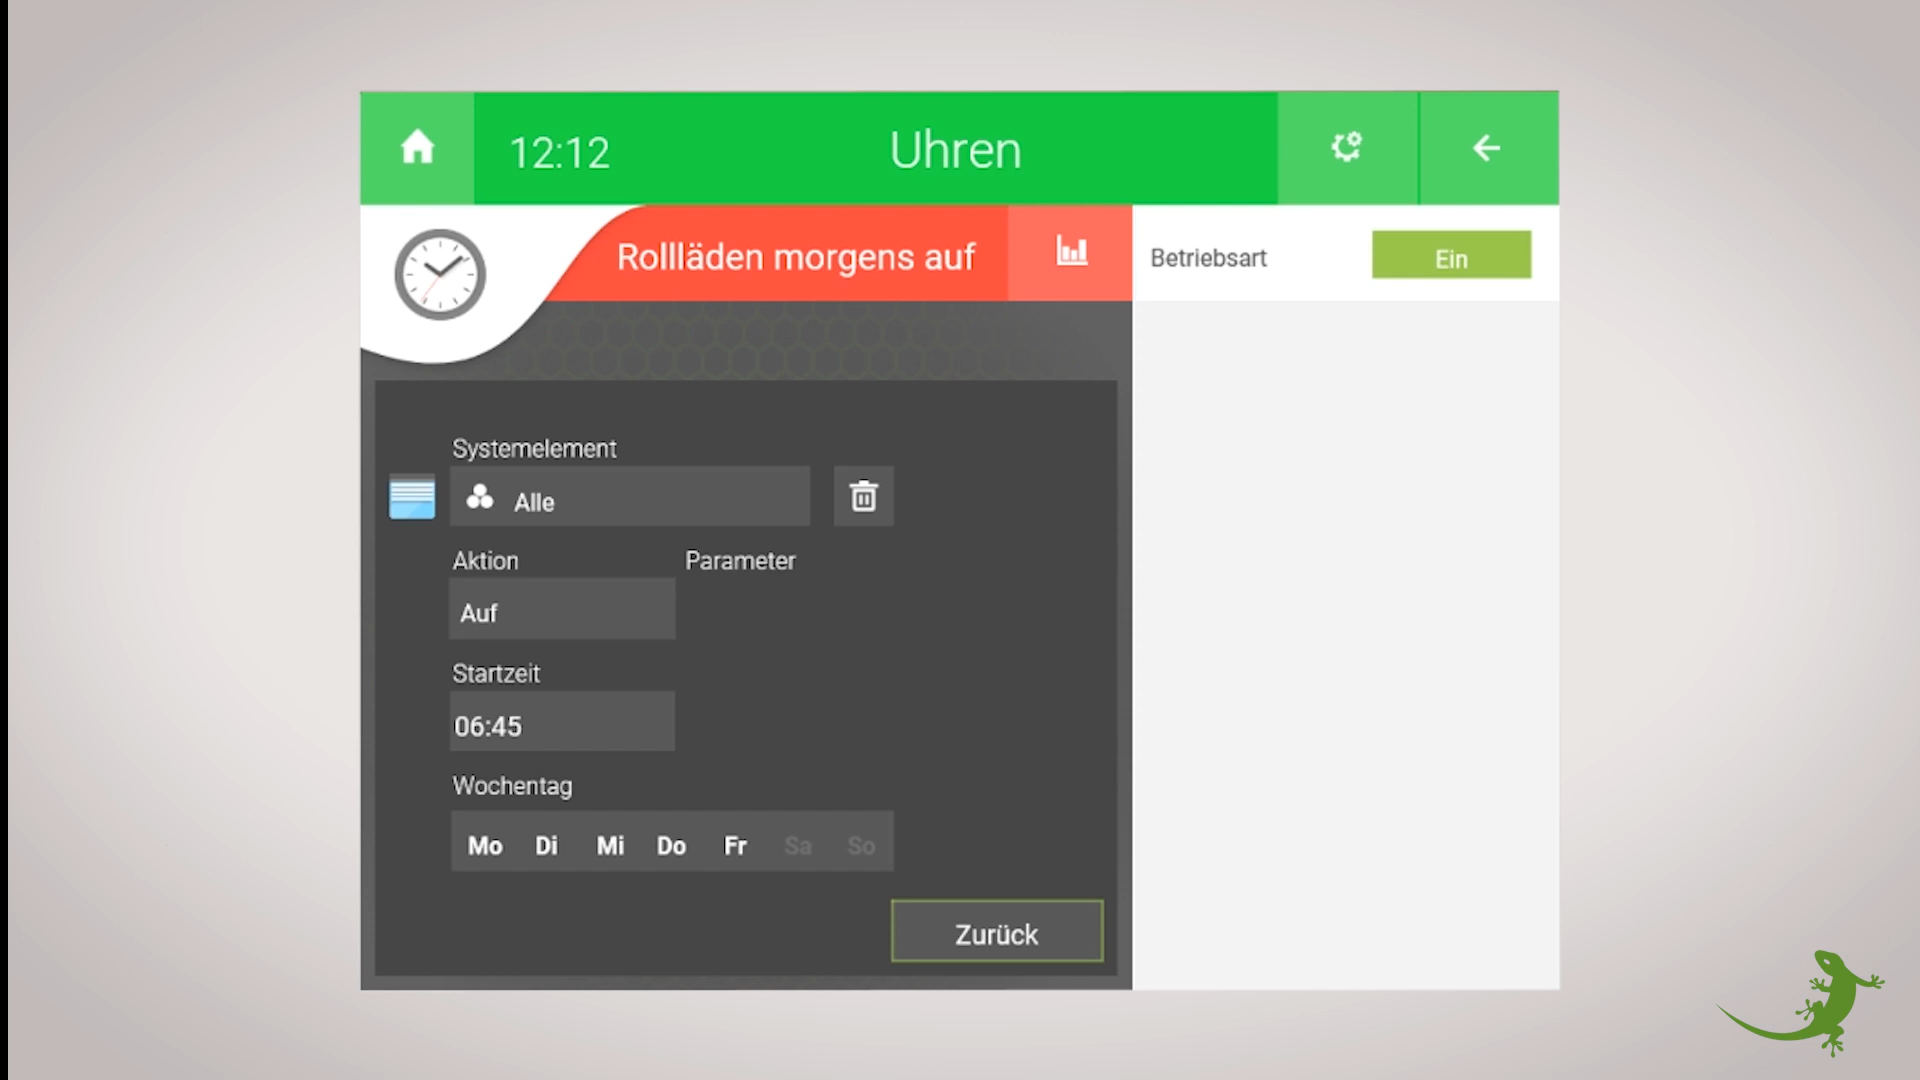 12:12
Uhren
Rollläden morgens auf
Betriebsart
Ein
Systemelement
Alle
Aktion
Parameter
Auf
Startzeit
06:45
Wochentag
Mo Di Mi Do Fr Sa So
Zurück